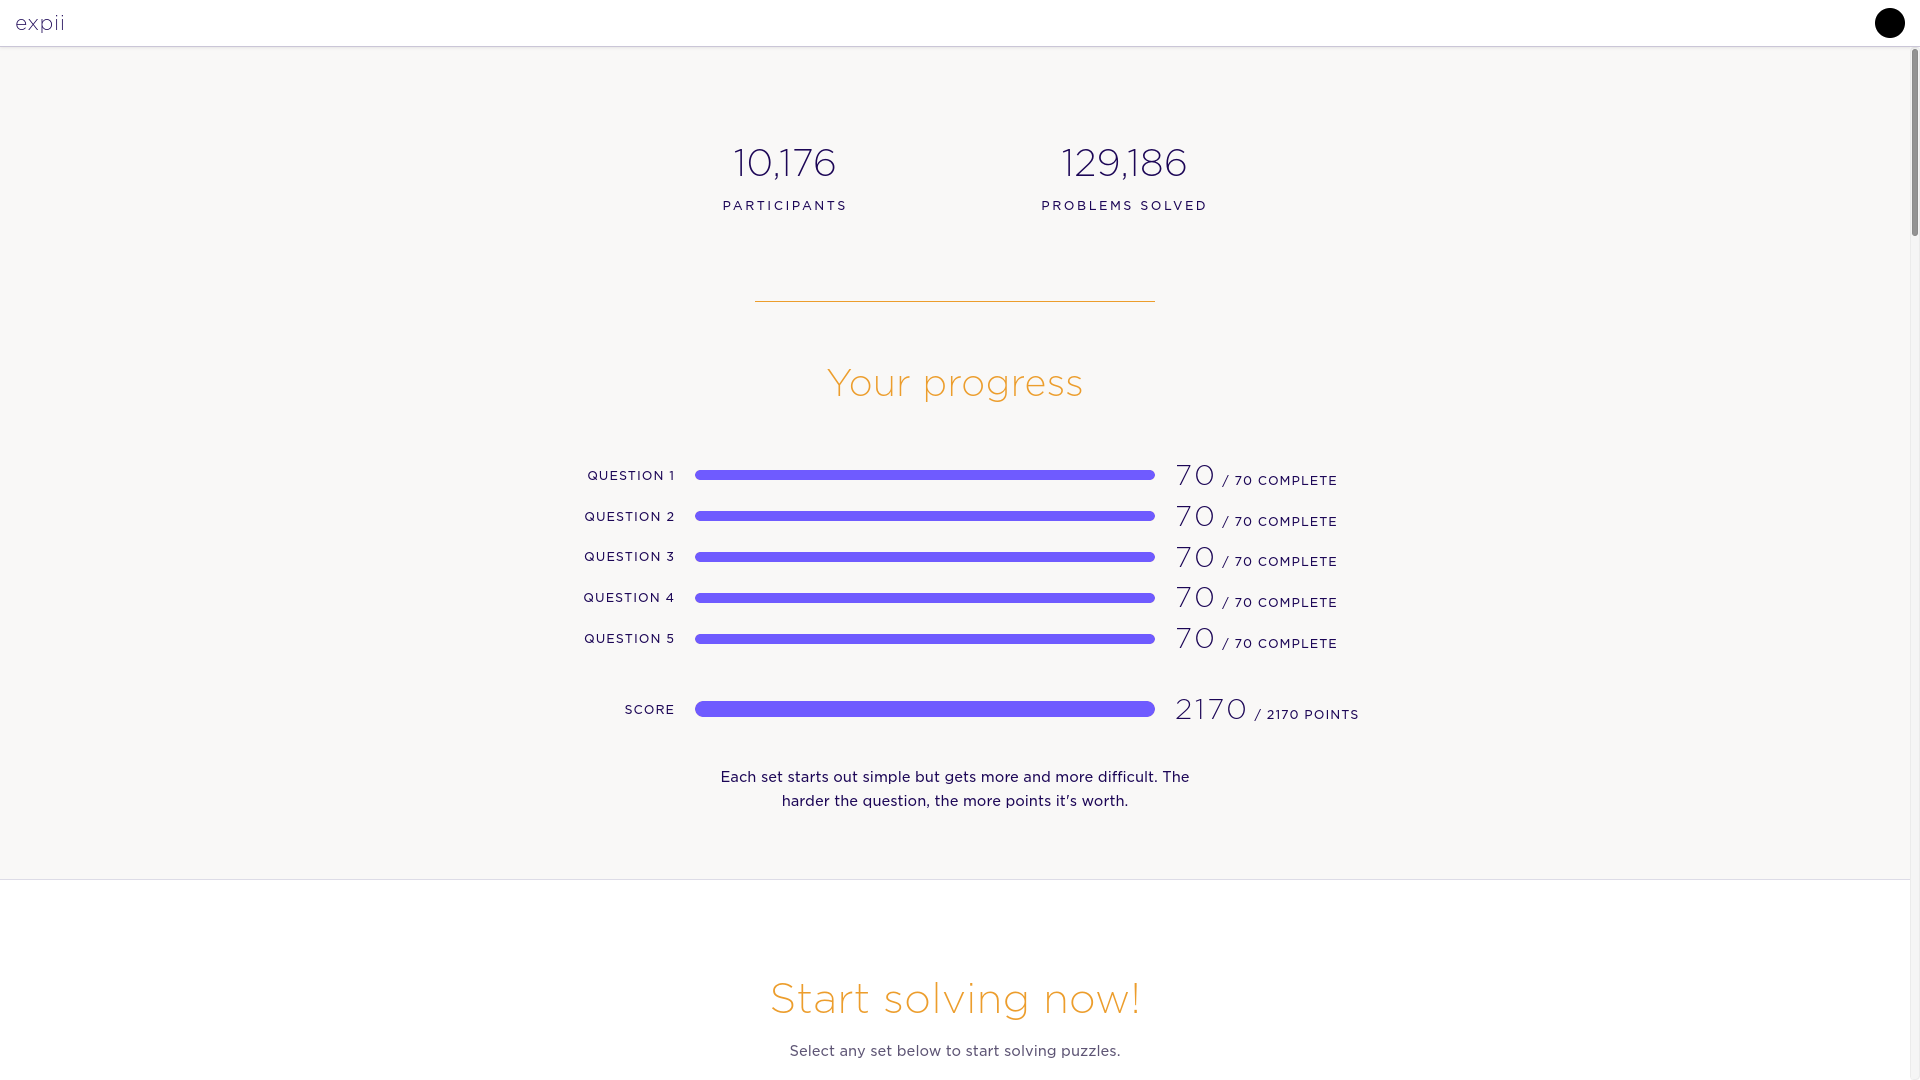 expii
10,176
PARTICIPANTS
129,186
PROBLEMS SOLVED
Your progress
QUESTION 1 70 / 70 COMPLETE
QUESTION 2 70 / 70 COMPLETE
QUESTION 3 70 / 70 COMPLETE
QUESTION 4 70 / 70 COMPLETE
QUESTION 5 70 / 70 COMPLETE
SCORE 2170 / 2170 POINTS
Each set starts out simple but gets more and more difficult. The
harder the question, the more points it's worth.
Start solving now!
Select any set below to start solving puzzles.